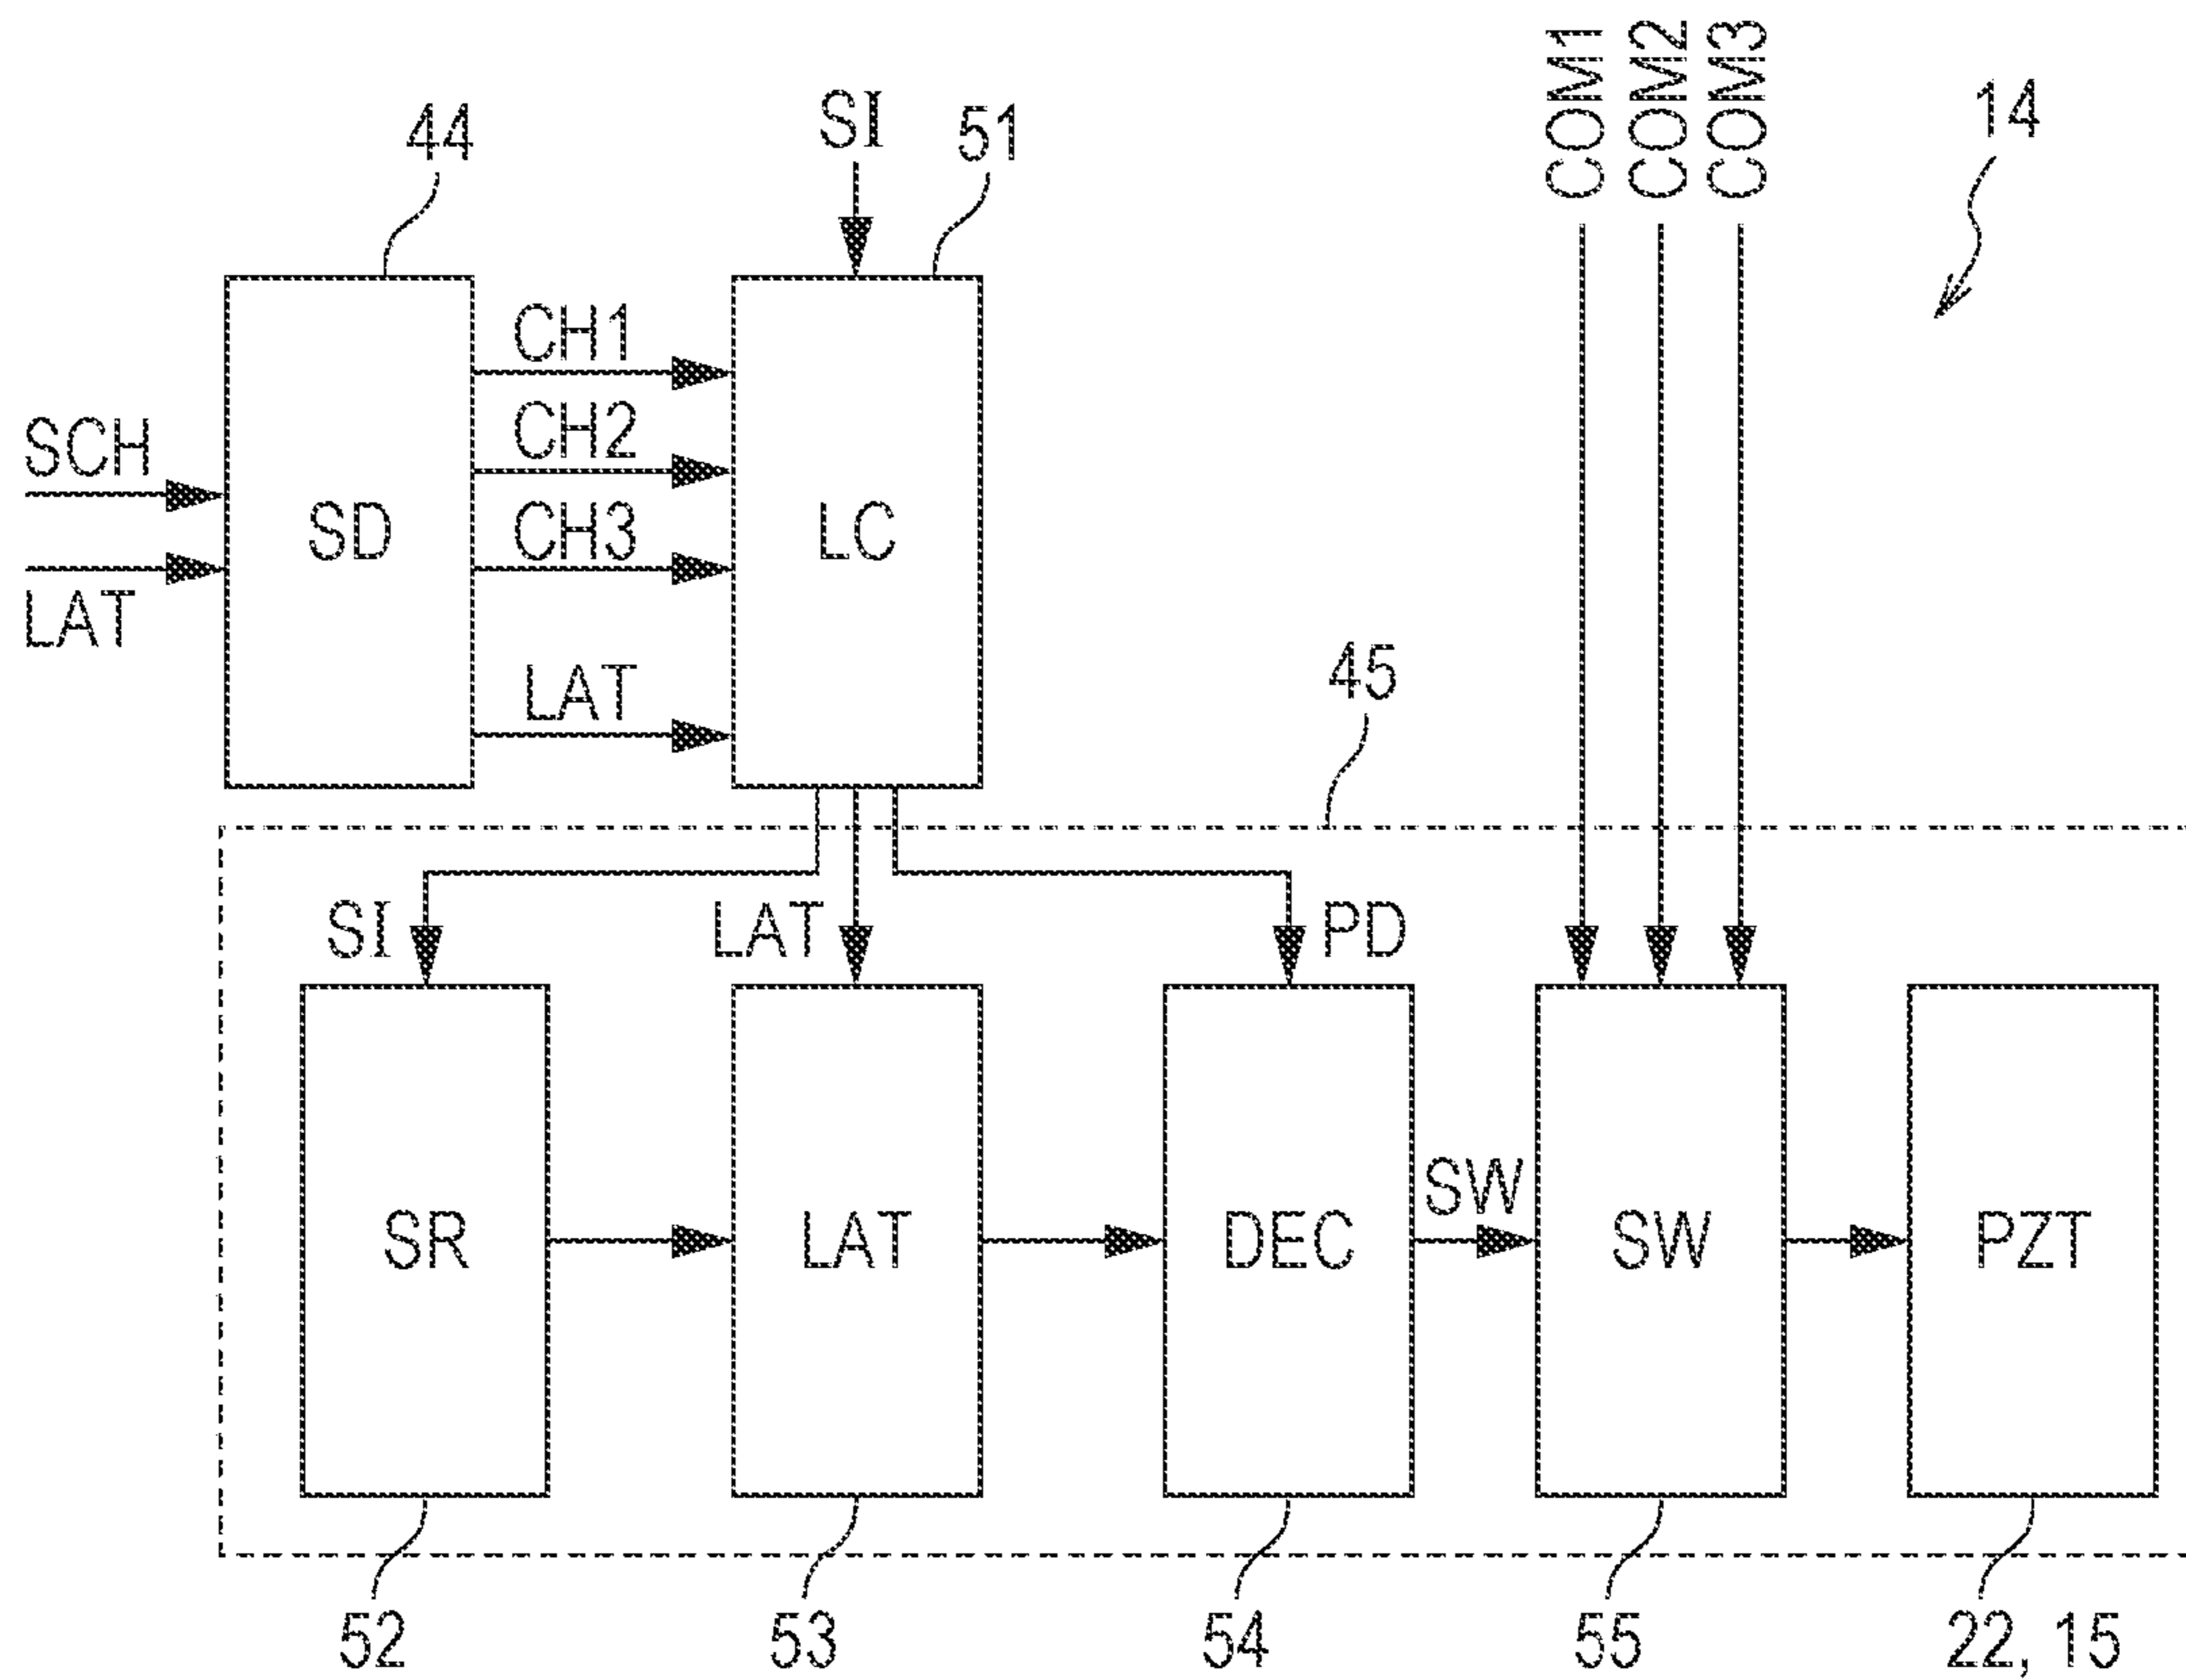 COM1
COM2
COM3
14
44
SI
51
CH1
CH2
CH3
SCH
SD
LC
LAT
LAT
45
SI
LAT
PD
SR
LAT
DEC
SW
SW
PZT
52
53
54
55
22, 15